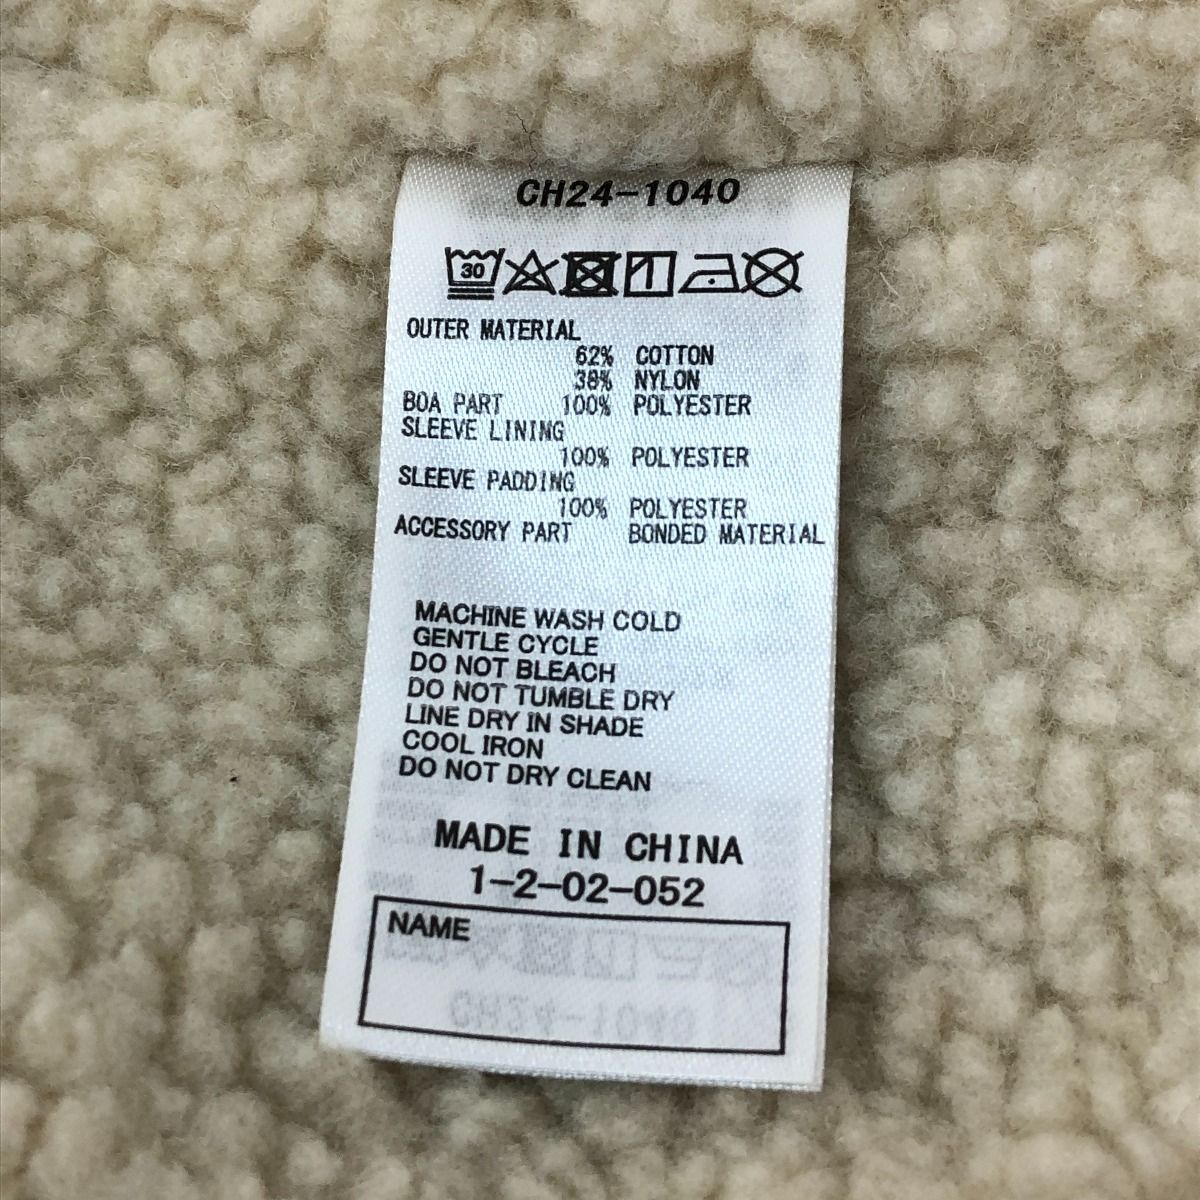 CH24-1040
30
OUTER MATERIAL
62% COTTON
38% NYLON
BOA PART 100% POLYESTER
SLEEVE LINING
100% POLYESTER
SLEEVE PADDING
100% POLYESTER
ACCESSORY PART BONDED MATERIAL
MACHINE WASH COLD
GENTLE CYCLE
DO NOT BLEACH
DO NOT TUMBLE DRY
LINE DRY IN SHADE
COOL IRON
DO NOT DRY CLEAN
MADE IN CHINA
1-2-02-052
NAME
CH24-1040